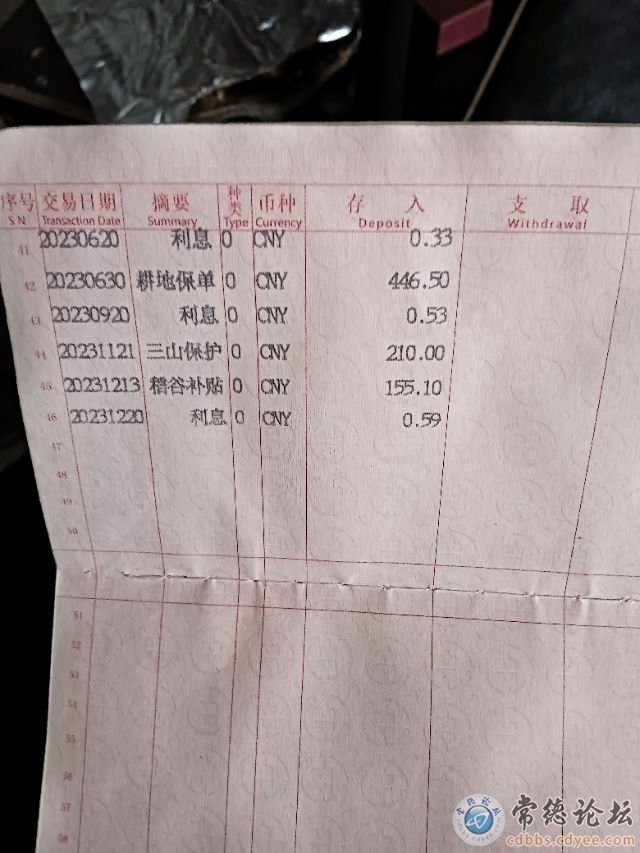 序号 交易日期 摘要 种类 币种 存入 支取
S N Transaction Date Summary Type Currency Deposit Withdrawal
41 20230620 利息 0 CNY 0.33
42 20230630 耕地保单 0 CNY 446.50
43 20230920 利息 0 CNY 0.53
44 20231121 三山保护 0 CNY 210.00
45 20231213 稻谷补贴 0 CNY 155.10
46 20231220 利息 0 CNY 0.59
47
48
49
50
51
52
53
54
55
56
57
58
常德论坛
cdbbs.cdyee.com